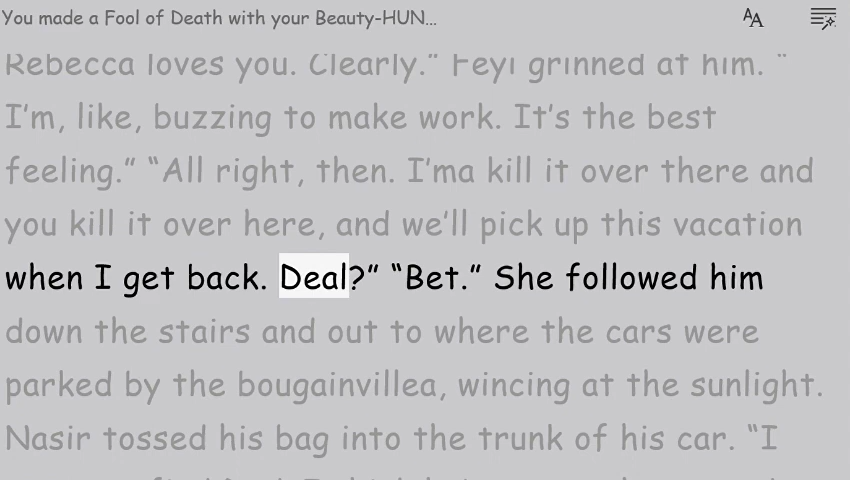 You made a Fool of Death with your Beauty-HUN...
AA
Rebecca loves you. Clearly.” Feyi grinned at him. “
I’m, like, buzzing to make work. It’s the best
feeling.” “All right, then. I’ma kill it over there and
you kill it over here, and we’ll pick up this vacation
when I get back. Deal?” “Bet.” She followed him
down the stairs and out to where the cars were
parked by the bougainvillea, wincing at the sunlight.
Nasir tossed his bag into the trunk of his car. “I